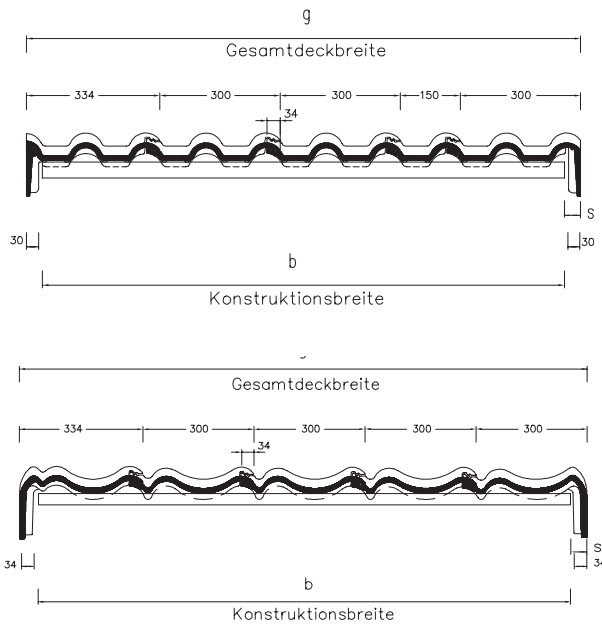 g
Gesamtdeckbreite
334 300 300 150 300
34
S
30 30
b
Konstruktionsbreite
Gesamtdeckbreite
334 300 300 300 300
34
S
34
b
Konstruktionsbreite